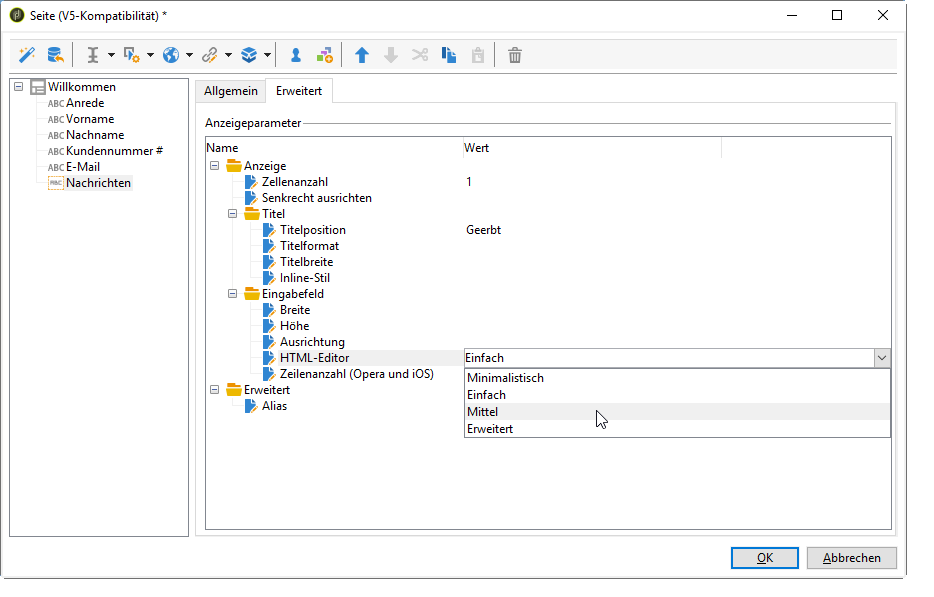 Seite (V5-Kompatibilität) *
Willkommen
ABC Anrede
ABC Vorname
ABC Nachname
ABC Kundennummer #
ABC E-Mail
ABC Nachrichten
Allgemein Erweitert
Anzeigeparameter
Name Wert
Anzeige
Zellenanzahl 1
Senkrecht ausrichten
Titel
Titelposition Geerbt
Titelformat
Titelbreite
Inline-Stil
Eingabefeld
Breite
Höhe
Ausrichtung
HTML-Editor Einfach
Zeilenanzahl (Opera und iOS)
Minimalistisch
Einfach
Mittel
Erweitert
Erweitert
Alias
OK Abbrechen